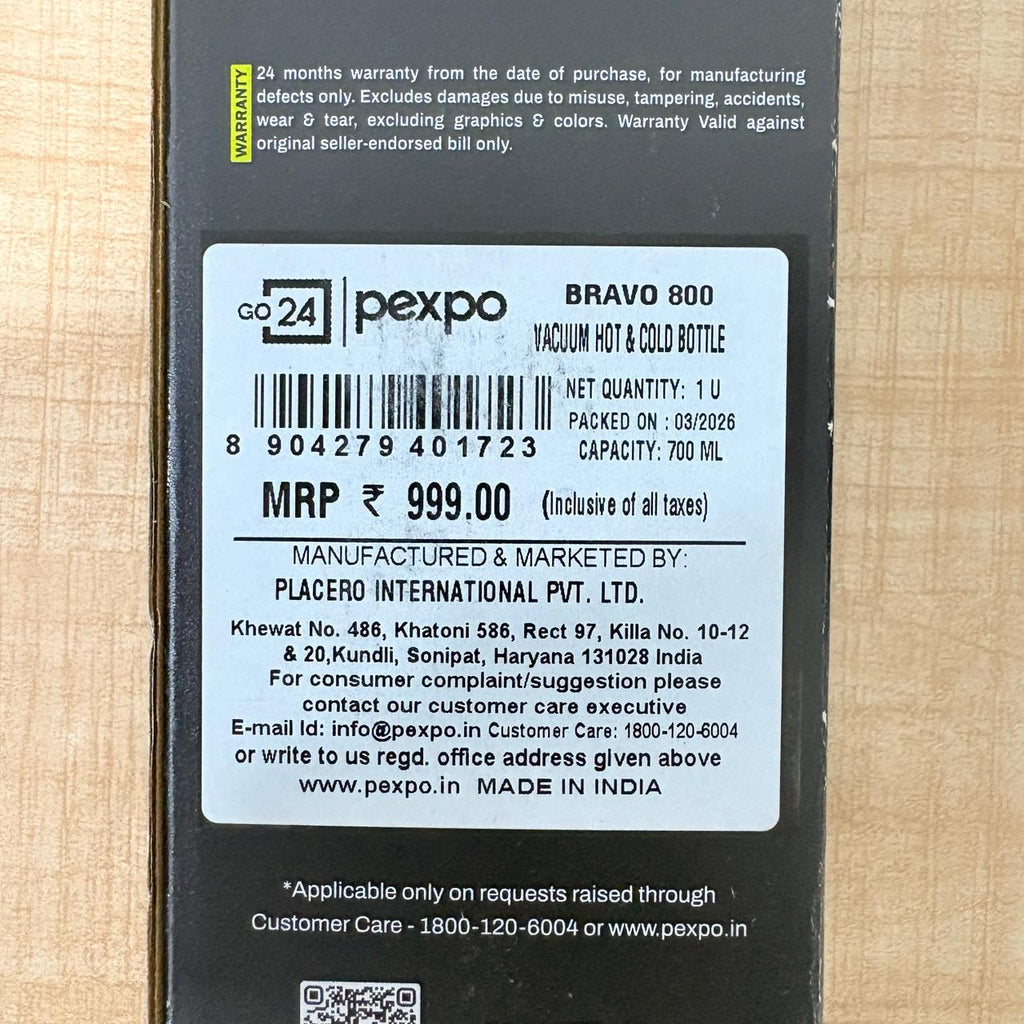 WARRANTY
24 months warranty from the date of purchase, for manufacturing
defects only. Excludes damages due to misuse, tampering, accidents,
wear & tear, excluding graphics & colors. Warranty Valid against
original seller-endorsed bill only.
GO 24 | pexpo
BRAVO 800
VACUUM HOT & COLD BOTTLE
NET QUANTITY: 1 U
PACKED ON : 03/2026
CAPACITY: 700 ML
8 904279 401723
MRP ₹ 999.00 (Inclusive of all taxes)
MANUFACTURED & MARKETED BY:
PLACERO INTERNATIONAL PVT. LTD.
Khewat No. 486, Khatoni 586, Rect 97, Killa No. 10-12
& 20,Kundli, Sonipat, Haryana 131028 India
For consumer complaint/suggestion please
contact our customer care executive
E-mail Id: info@pexpo.in Customer Care: 1800-120-6004
or write to us regd. office address given above
www.pexpo.in MADE IN INDIA
*Applicable only on requests raised through
Customer Care - 1800-120-6004 or www.pexpo.in